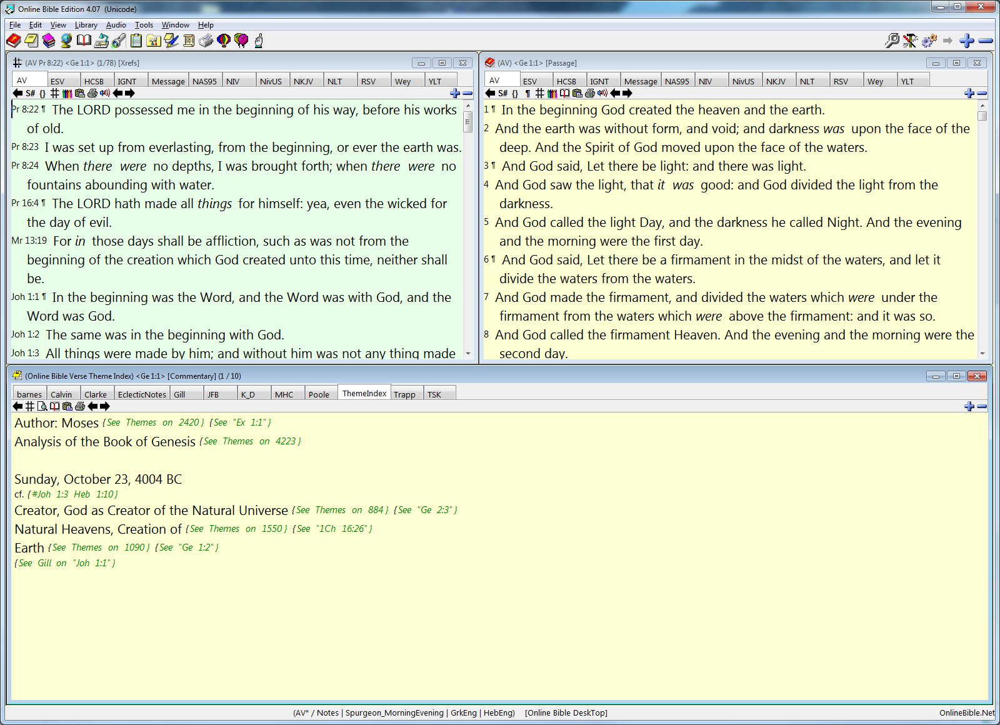 Online Bible Edition 4.07 (Unicode)
File Edit View Library Audio Tools Window Help
(AV Pr 8:22) <Ge 1:1> (1/78) [Xrefs]
AV ESV HCSB IGNT Message NAS95 NIV NivUS NKJV NLT RSV Wey YLT
S# {}
Pr 8:22 ¶ The LORD possessed me in the beginning of his way, before his works
of old.
Pr 8:23 I was set up from everlasting, from the beginning, or ever the earth was.
Pr 8:24 When there were no depths, I was brought forth; when there were no
fountains abounding with water.
Pr 16:4 ¶ The LORD hath made all things for himself: yea, even the wicked for
the day of evil.
Mr 13:19 For in those days shall be affliction, such as was not from the
beginning of the creation which God created unto this time, neither shall
be.
Joh 1:1 ¶ In the beginning was the Word, and the Word was with God, and the
Word was God.
Joh 1:2 The same was in the beginning with God.
Joh 1:3 All things were made by him; and without him was not any thing made
(AV) <Ge 1:1> [Passage]
AV ESV HCSB IGNT Message NAS95 NIV NivUS NKJV NLT RSV Wey YLT
S# {} ¶
1 ¶ In the beginning God created the heaven and the earth.
2 And the earth was without form, and void; and darkness was upon the face of the
deep. And the Spirit of God moved upon the face of the waters.
3 ¶ And God said, Let there be light: and there was light.
4 And God saw the light, that it was good: and God divided the light from the
darkness.
5 And God called the light Day, and the darkness he called Night. And the evening
and the morning were the first day.
6 ¶ And God said, Let there be a firmament in the midst of the waters, and let it
divide the waters from the waters.
7 And God made the firmament, and divided the waters which were under the
firmament from the waters which were above the firmament: and it was so.
8 And God called the firmament Heaven. And the evening and the morning were the
second day.
(Online Bible Verse Theme Index) <Ge 1:1> [Commentary] (1 / 10)
barnes Calvin Clarke EclecticNotes Gill JFB K_D MHC Poole ThemeIndex Trapp TSK
Author: Moses {See Themes on 2420} {See "Ex 1:1"}
Analysis of the Book of Genesis {See Themes on 4223}
Sunday, October 23, 4004 BC
cf. {#Joh 1:3 Heb 1:10}
Creator, God as Creator of the Natural Universe {See Themes on 884} {See "Ge 2:3"}
Natural Heavens, Creation of {See Themes on 1550} {See "1Ch 16:26"}
Earth {See Themes on 1090} {See "Ge 1:2"}
{See Gill on "Joh 1:1"}
(AV* / Notes | Spurgeon_MorningEvening | GrkEng | HebEng) [Online Bible DeskTop]
OnlineBible.Net